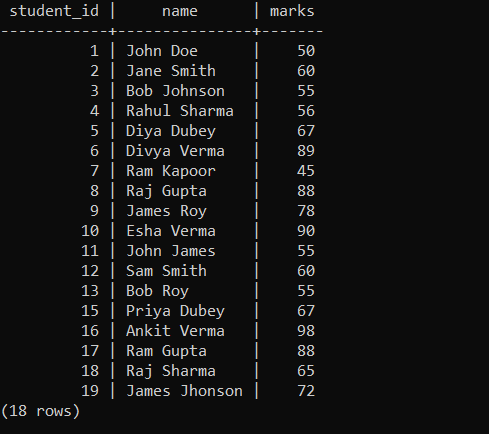 student_id |     name      | marks
------------+---------------+-------
          1 | John Doe      |    50
          2 | Jane Smith    |    60
          3 | Bob Johnson   |    55
          4 | Rahul Sharma  |    56
          5 | Diya Dubey    |    67
          6 | Divya Verma   |    89
          7 | Ram Kapoor    |    45
          8 | Raj Gupta     |    88
          9 | James Roy     |    78
         10 | Esha Verma    |    90
         11 | John James    |    55
         12 | Sam Smith     |    60
         13 | Bob Roy       |    55
         15 | Priya Dubey   |    67
         16 | Ankit Verma   |    98
         17 | Ram Gupta     |    88
         18 | Raj Sharma    |    65
         19 | James Jhonson |    72
(18 rows)